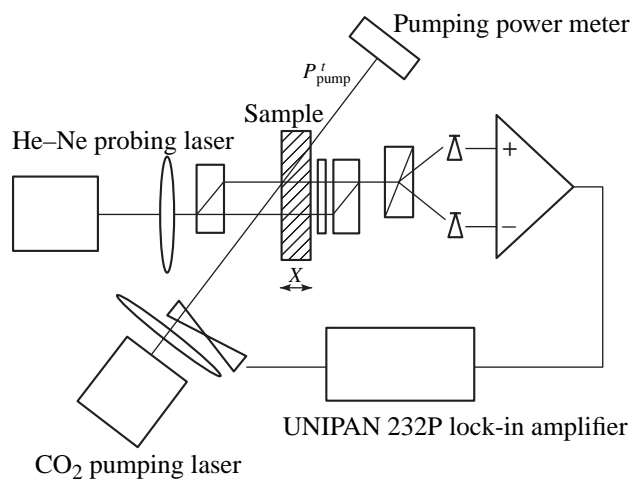 Pumping power meter
P^t_pump
Sample
He–Ne probing laser
+
−
X
UNIPAN 232P lock-in amplifier
CO₂ pumping laser